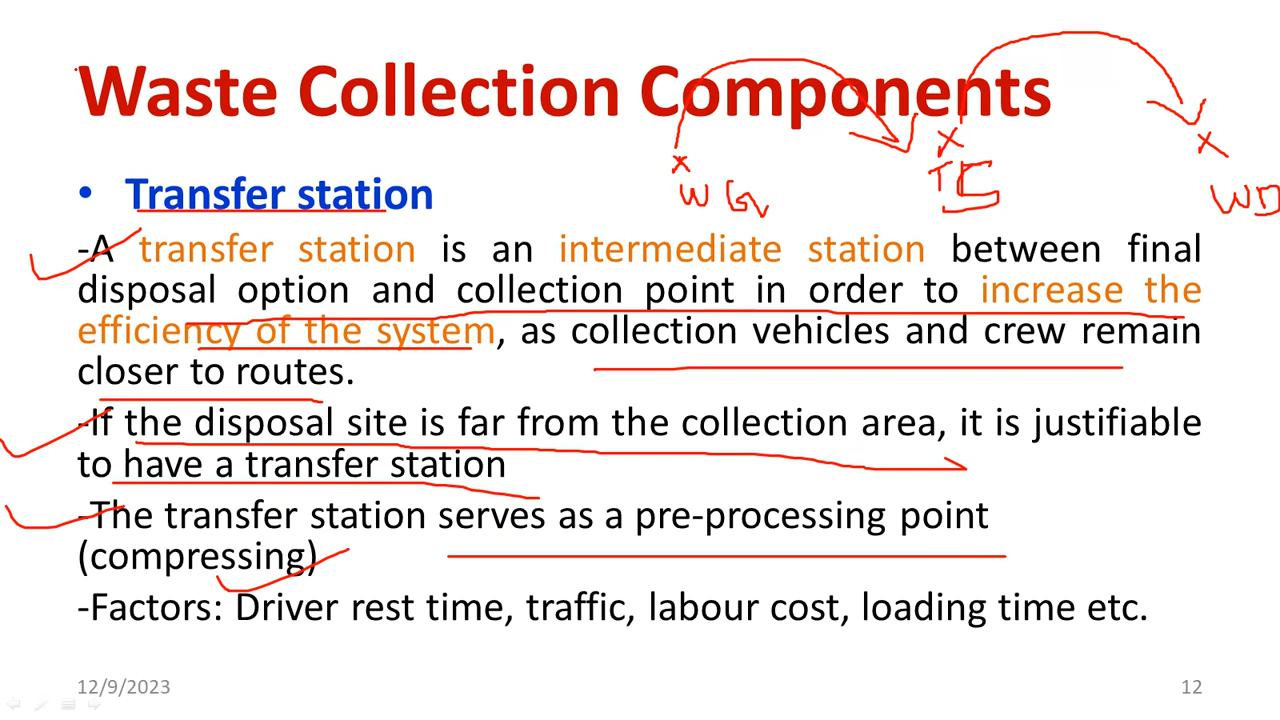 Waste Collection Components
• Transfer station
W G
TS
WD
-A transfer station is an intermediate station between final
disposal option and collection point in order to increase the
efficiency of the system, as collection vehicles and crew remain
closer to routes.
-If the disposal site is far from the collection area, it is justifiable
to have a transfer station
-The transfer station serves as a pre-processing point
(compressing)
-Factors: Driver rest time, traffic, labour cost, loading time etc.
12/9/2023
12